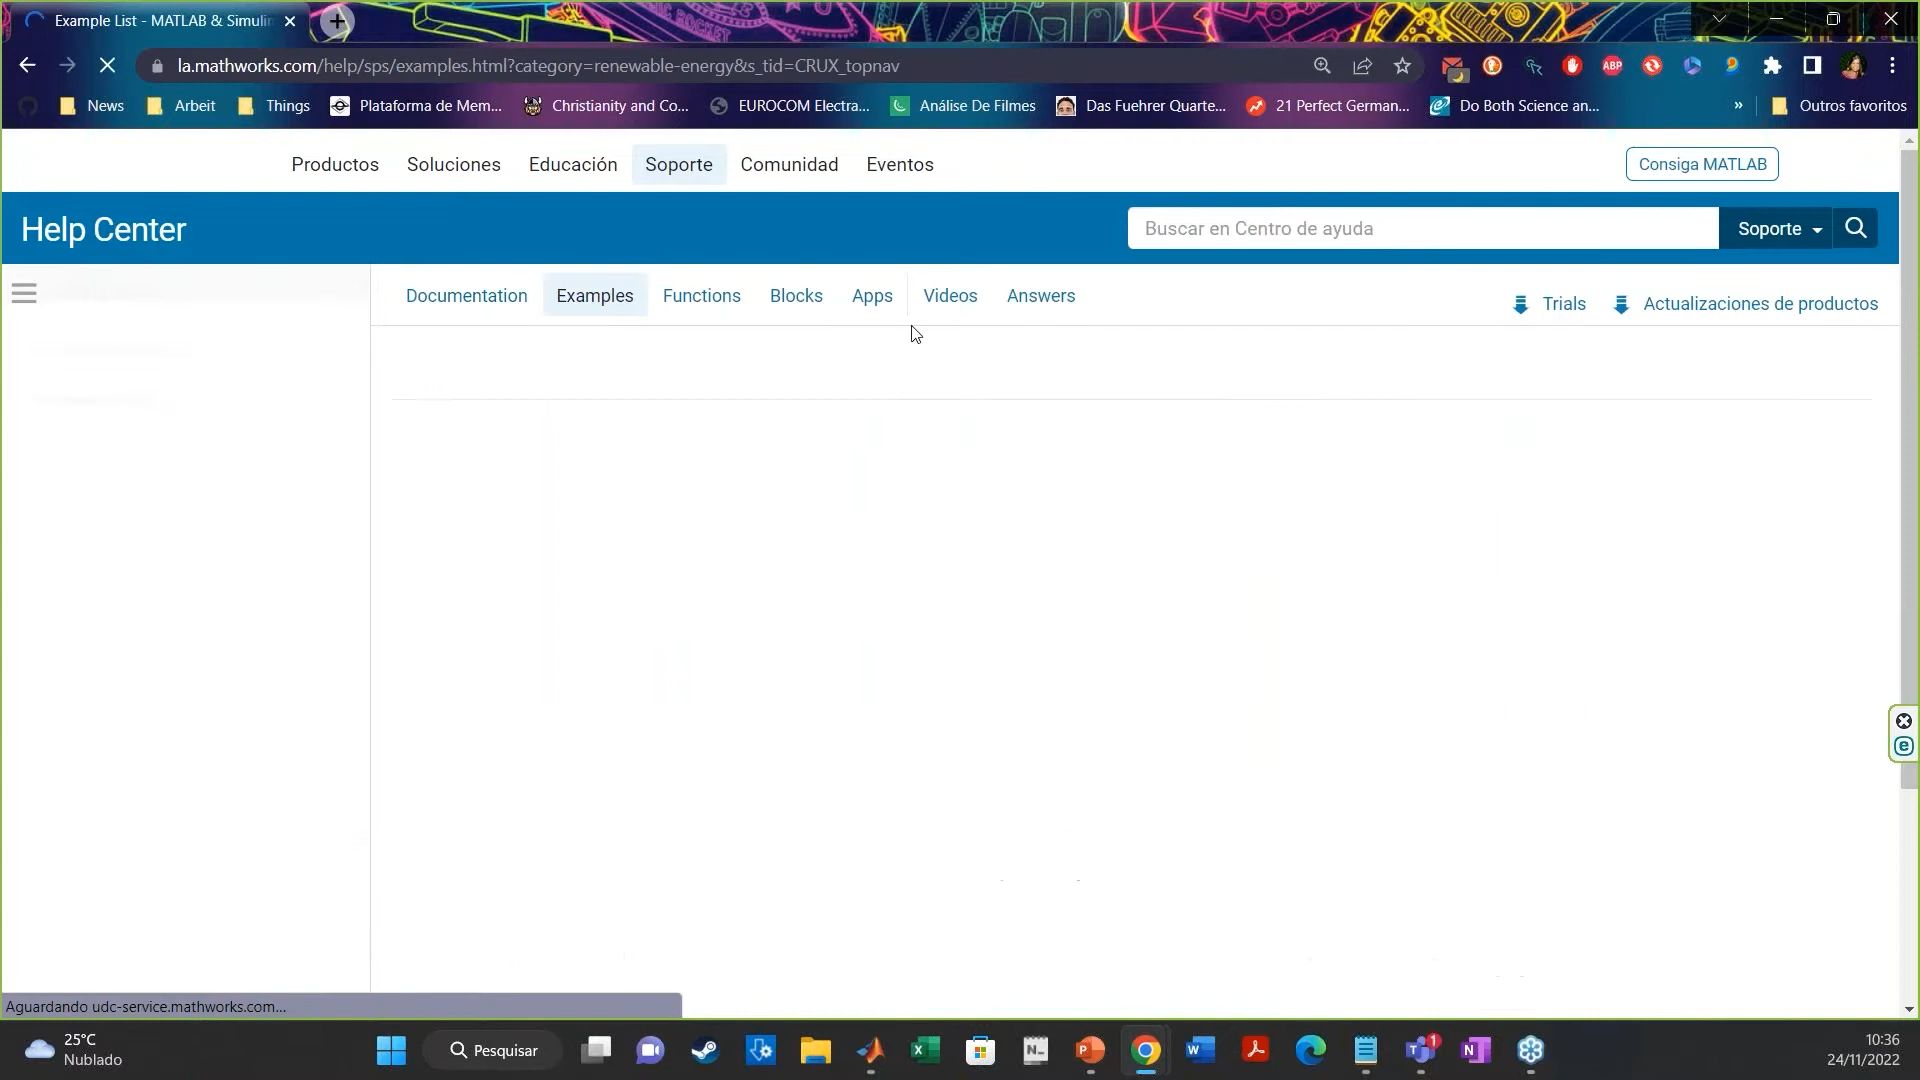 Example List - MATLAB & Simulin
la.mathworks.com/help/sps/examples.html?category=renewable-energy&s_tid=CRUX_topnav
ABP
News Arbeit Things Plataforma de Mem... Christianity and Co... EUROCOM Electra... Análise De Filmes Das Fuehrer Quarte... 21 Perfect German... Do Both Science an... » Outros favoritos
Productos Soluciones Educación Soporte Comunidad Eventos Consiga MATLAB
Help Center Buscar en Centro de ayuda Soporte
Documentation Examples Functions Blocks Apps Videos Answers Trials Actualizaciones de productos
Aguardando udc-service.mathworks.com...
25°C
Nublado
Pesquisar
1
10:36
24/11/2022